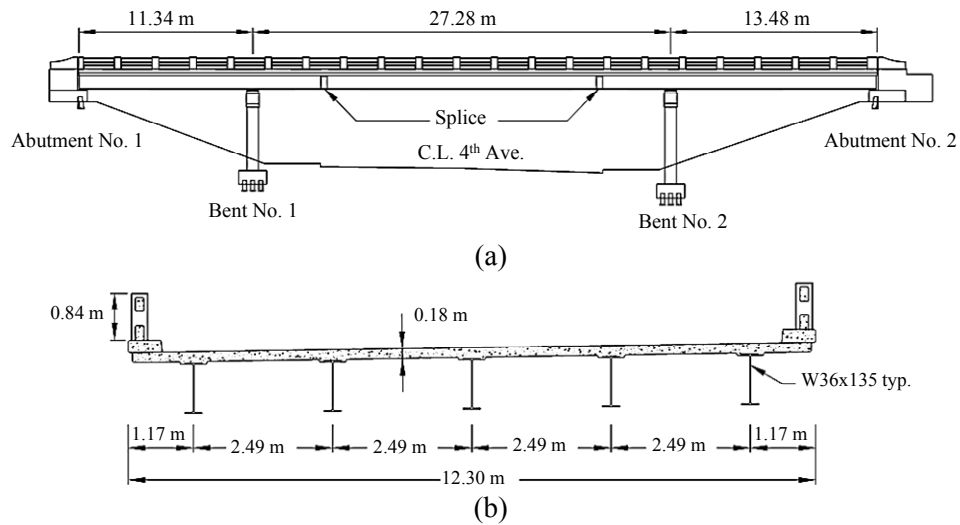 11.34 m 27.28 m 13.48 m
Splice
Abutment No. 1 C.L. 4th Ave. Abutment No. 2
Bent No. 1 Bent No. 2
(a)
0.84 m 0.18 m
W36x135 typ.
1.17 m 2.49 m 2.49 m 2.49 m 2.49 m 1.17 m
12.30 m
(b)